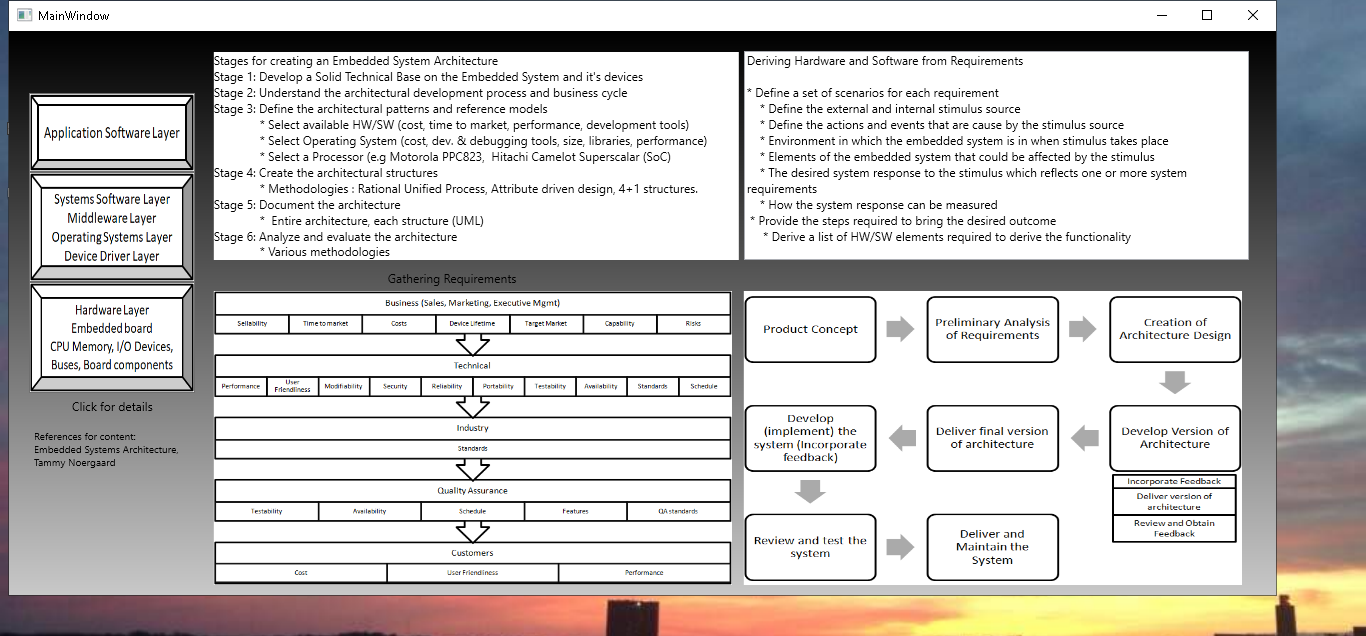 MainWindow
Application Software Layer
Systems Software Layer
Middleware Layer
Operating Systems Layer
Device Driver Layer
Hardware Layer
Embedded board
CPU Memory, I/O Devices,
Buses, Board components
Click for details
References for content:
Embedded Systems Architecture,
Tammy Noergaard
Stages for creating an Embedded System Architecture
Stage 1: Develop a Solid Technical Base on the Embedded System and it's devices
Stage 2: Understand the architectural development process and business cycle
Stage 3: Define the architectural patterns and reference models
* Select available HW/SW (cost, time to market, performance, development tools)
* Select Operating System (cost, dev. & debugging tools, size, libraries, performance)
* Select a Processor (e.g Motorola PPC823, Hitachi Camelot Superscalar (SoC)
Stage 4: Create the architectural structures
* Methodologies : Rational Unified Process, Attribute driven design, 4+1 structures.
Stage 5: Document the architecture
* Entire architecture, each structure (UML)
Stage 6: Analyze and evaluate the architecture
* Various methodologies
Deriving Hardware and Software from Requirements
* Define a set of scenarios for each requirement
* Define the external and internal stimulus source
* Define the actions and events that are cause by the stimulus source
* Environment in which the embedded system is in when stimulus takes place
* Elements of the embedded system that could be affected by the stimulus
* The desired system response to the stimulus which reflects one or more system
requirements
* How the system response can be measured
* Provide the steps required to bring the desired outcome
* Derive a list of HW/SW elements required to derive the functionality
Gathering Requirements
Business (Sales, Marketing, Executive Mgmt)
Sellability
Time to market
Costs
Device Lifetime
Target Market
Capability
Risks
Technical
Performance
User
Friendliness
Modifiability
Security
Reliability
Portability
Testability
Availability
Standards
Schedule
Industry
Standards
Quality Assurance
Testability
Availability
Schedule
Features
QA standards
Customers
Cost
User Friendliness
Performance
Product Concept
Preliminary Analysis
of Requirements
Creation of
Architecture Design
Develop Version of
Architecture
Incorporate Feedback
Deliver version of
architecture
Review and Obtain
Feedback
Deliver final version
of architecture
Develop
(implement) the
system (Incorporate
feedback)
Review and test the
system
Deliver and
Maintain the
System